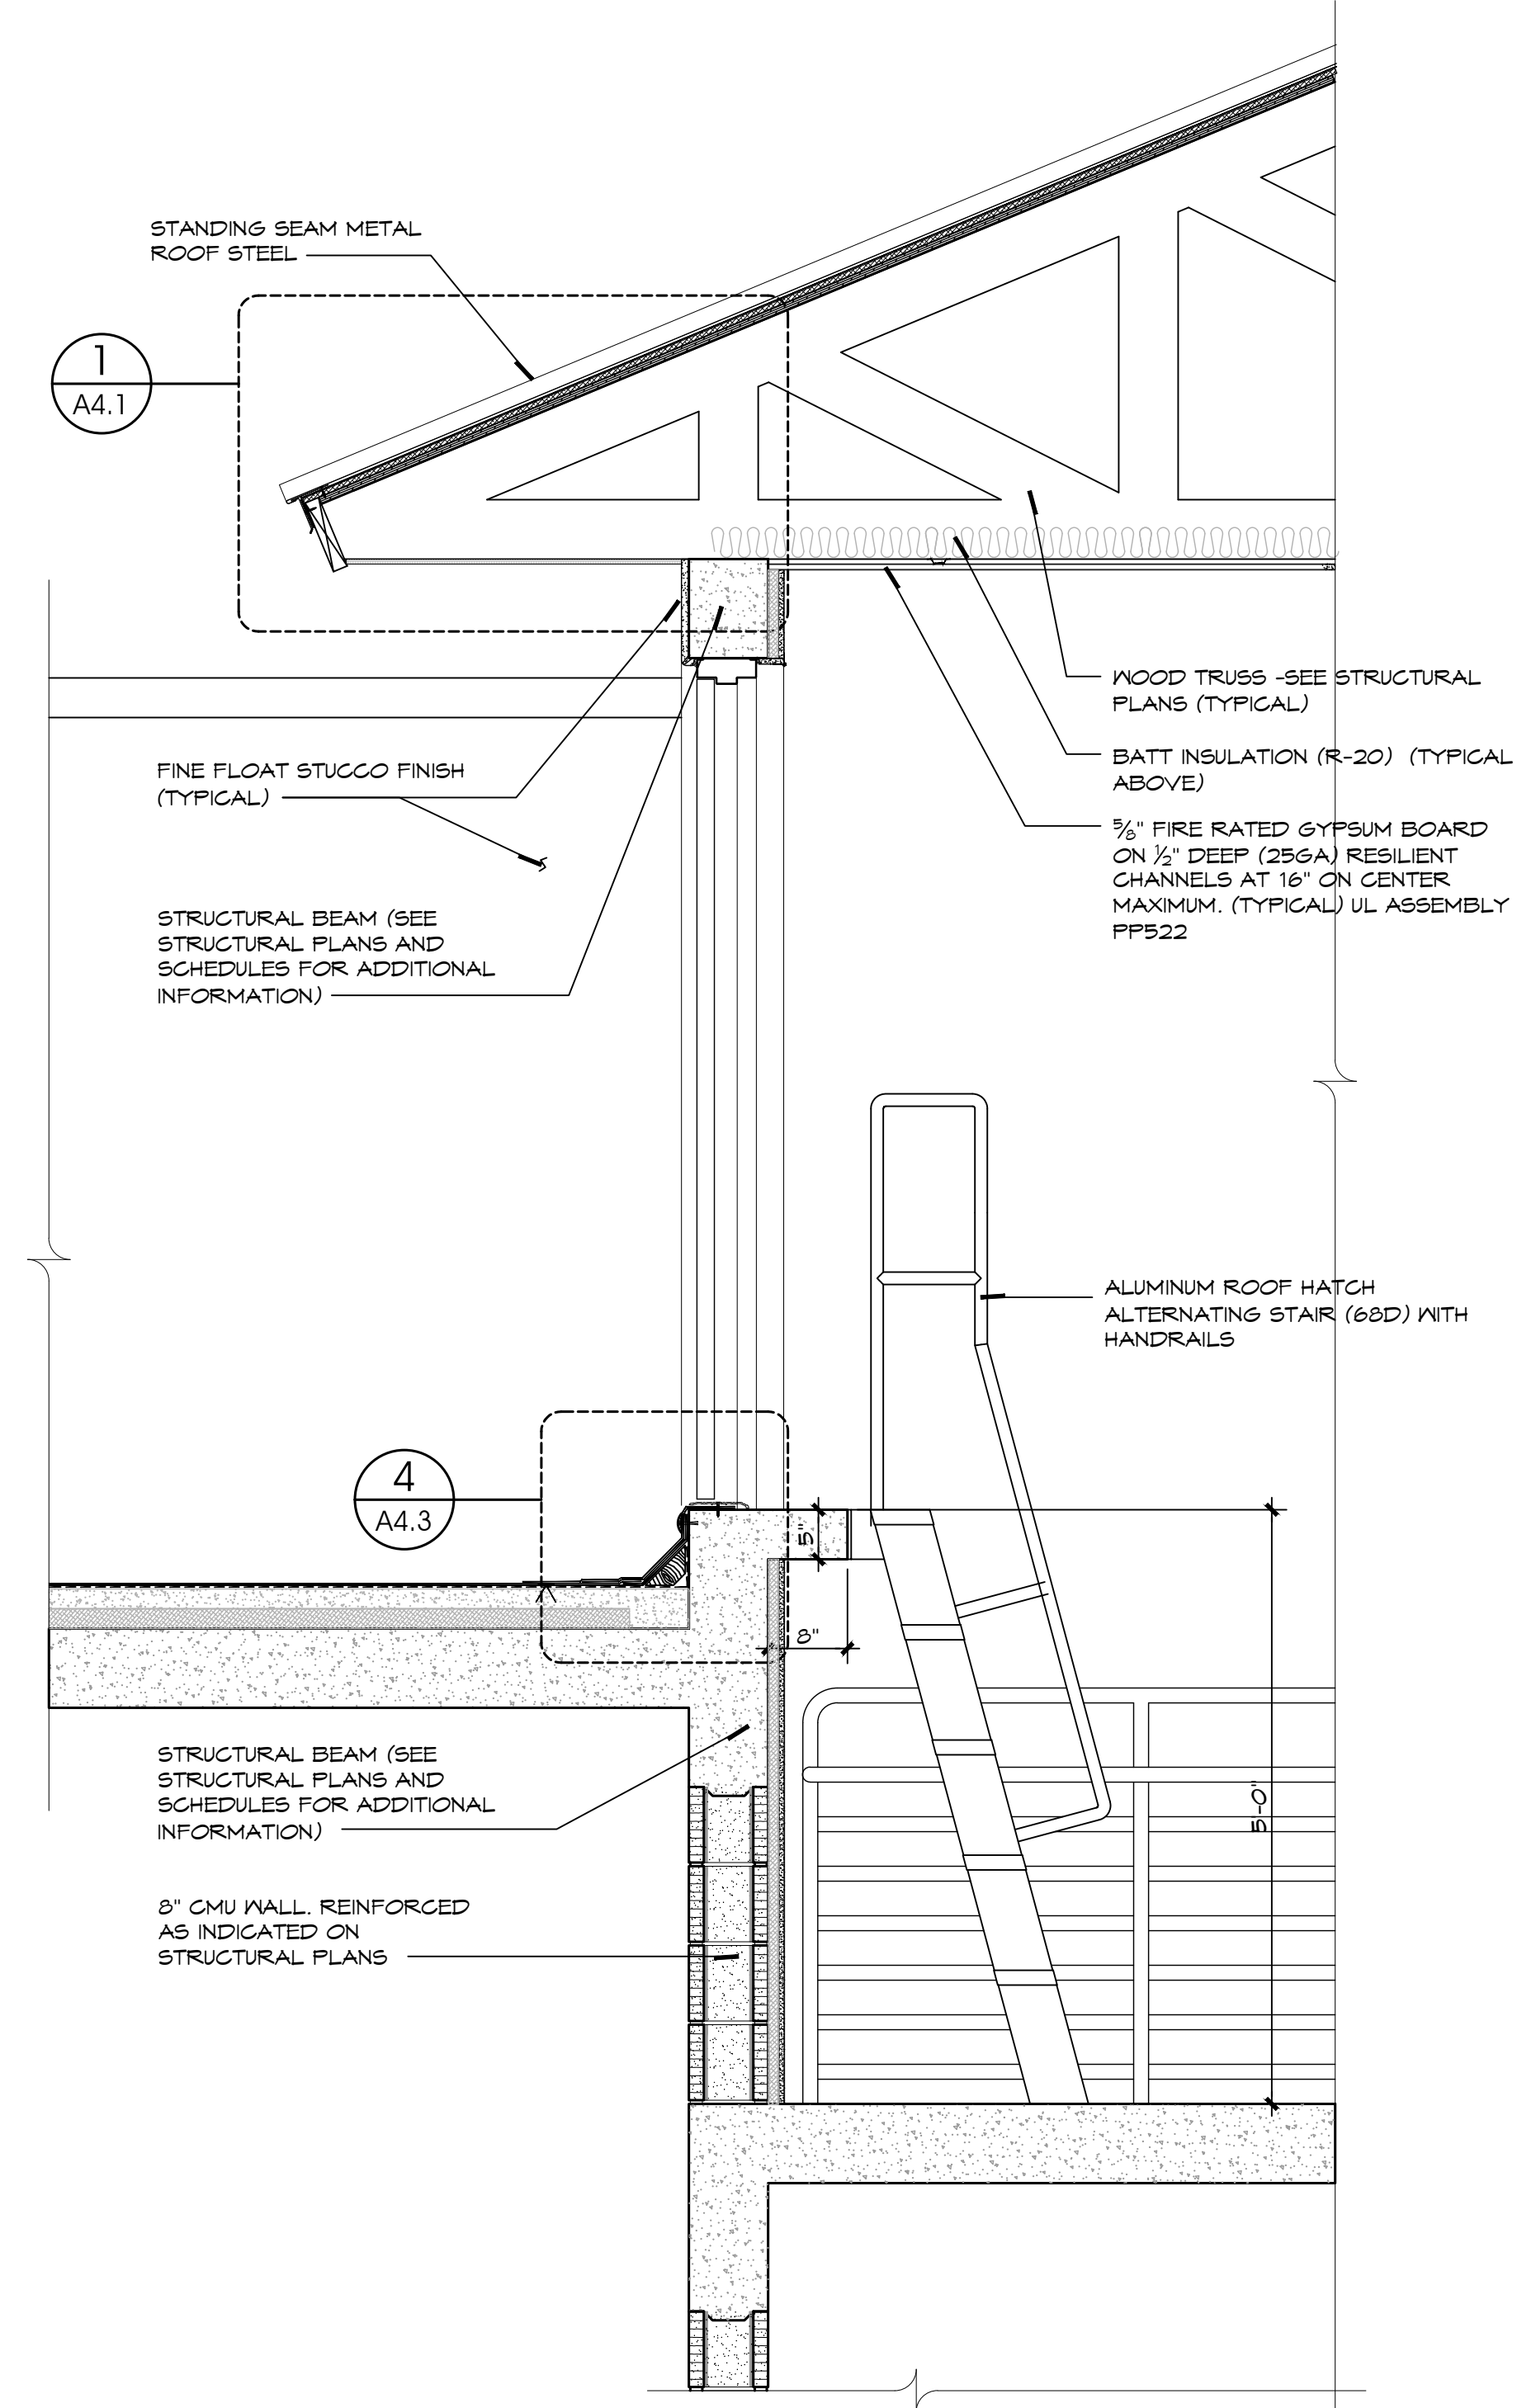 STANDING SEAM METAL
ROOF STEEL
1
A4.1
WOOD TRUSS -SEE STRUCTURAL
PLANS (TYPICAL)
BATT INSULATION (R-20) (TYPICAL
ABOVE)
5/8" FIRE RATED GYPSUM BOARD
ON 1/2" DEEP (25GA) RESILIENT
CHANNELS AT 16" ON CENTER
MAXIMUM. (TYPICAL) UL ASSEMBLY
PP522
FINE FLOAT STUCCO FINISH
(TYPICAL)
STRUCTURAL BEAM (SEE
STRUCTURAL PLANS AND
SCHEDULES FOR ADDITIONAL
INFORMATION)
ALUMINUM ROOF HATCH
ALTERNATING STAIR (68D) WITH
HANDRAILS
4
A4.3
5"
8"
5'-0"
STRUCTURAL BEAM (SEE
STRUCTURAL PLANS AND
SCHEDULES FOR ADDITIONAL
INFORMATION)
8" CMU WALL. REINFORCED
AS INDICATED ON
STRUCTURAL PLANS